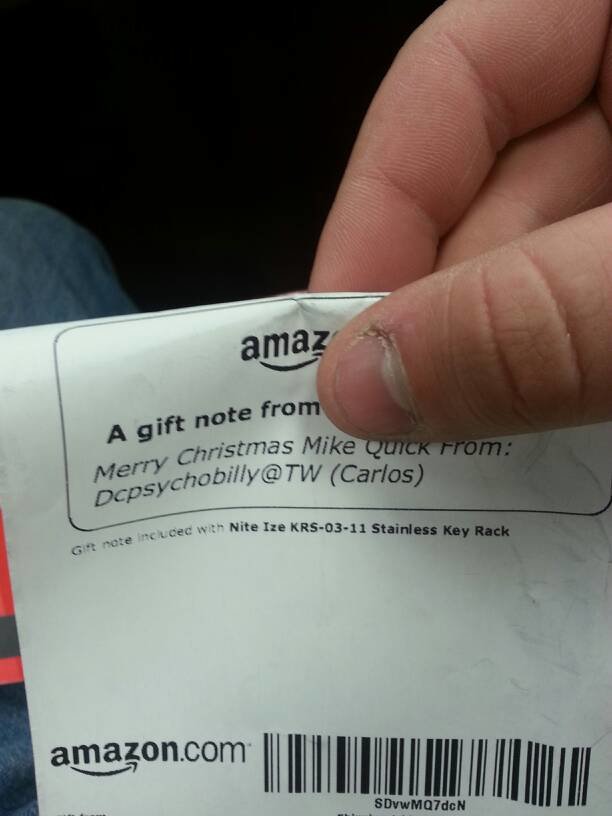 amaz
A gift note from
Merry Christmas Mike Quick From:
Dcpsychobilly@TW (Carlos)
Gift note included with Nite Ize KRS-03-11 Stainless Key Rack
amazon.com
SDvwMQ7dcN